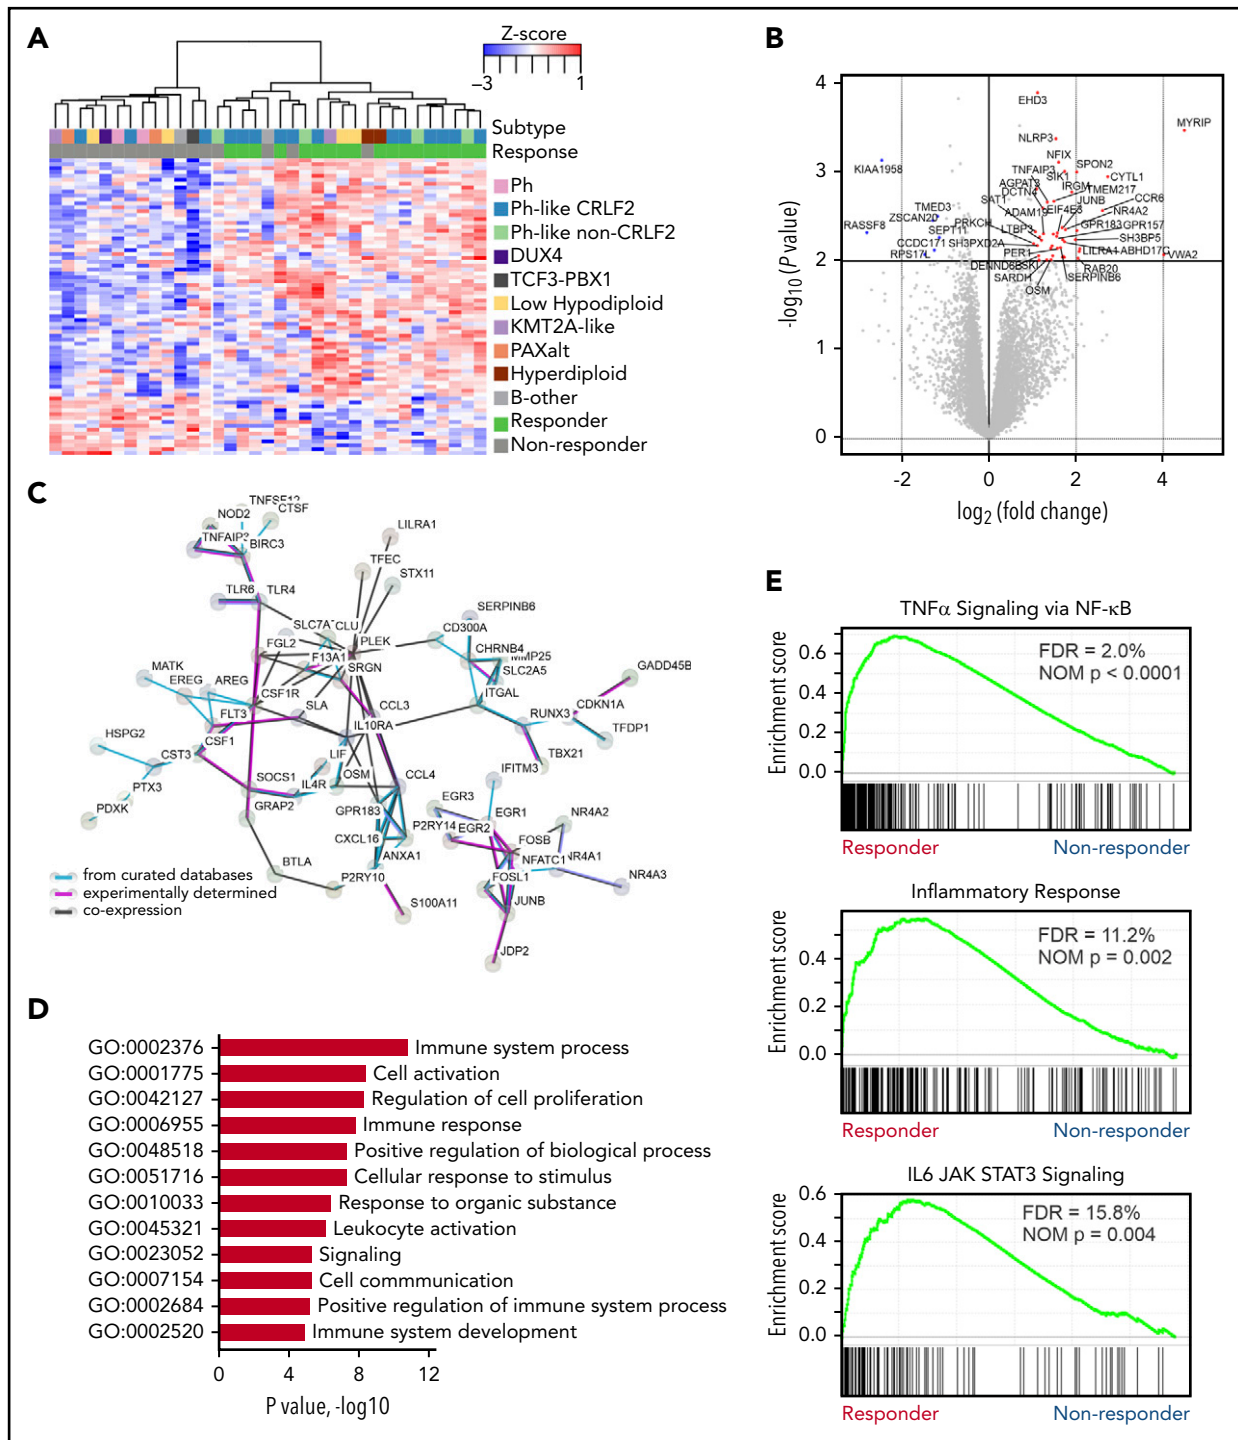 A
Z-score
–3
1
Subtype
Response
Ph
Ph-like CRLF2
Ph-like non-CRLF2
DUX4
TCF3-PBX1
Low Hypodiploid
KMT2A-like
PAXalt
Hyperdiploid
B-other
Responder
Non-responder
B
-log10 (P value)
4
3
2
1
0
-2
0
2
4
log2 (fold change)
EHD3
MYRIP
NLRP3
NFIX
KIAA1958
TNFAIP3
SPON2
SIK1
CYTL1
AGPAT3
IRGM
DCTN4
TMEM217
SAT1
JUNB
CCR6
TMED3
ADAM19
EIF4E3
NR4A2
ZSCAN20
PRKCH
LTBP3
GPR183
GPR157
RASSF8
SEPT11
SH3BP5
CCDC171
SH3PXD2A
RPS17L
PER1
LILRA1
ABHD17C
VWA2
DENND6B
SKI
RAB20
SARDH
SERPINB6
OSM
C
TNFSF12
NOD2
CTSF
TNFAIP3
BIRC3
LILRA1
TFEC
STX11
TLR6
TLR4
SERPINB6
SLC7A7
CLU
CD300A
FGL2
PLEK
CHRNB4
F13A1
MMP25
MATK
SRGN
SLC2A5
GADD45B
EREG
AREG
CSF1R
ITGAL
SLA
CCL3
CDKN1A
FLT3
IL10RA
RUNX3
HSPG2
CSF1
TFDP1
CST3
LIF
TBX21
SOCS1
OSM
CCL4
IFITM3
PTX3
IL4R
PDXK
GRAP2
GPR183
EGR3
EGR1
NR4A2
P2RY14
EGR2
CXCL16
FOSB
ANXA1
NFATC1
NR4A1
BTLA
P2RY10
FOSL1
NR4A3
S100A11
JUNB
JDP2
from curated databases
experimentally determined
co-expression
D
GO:0002376
Immune system process
GO:0001775
Cell activation
GO:0042127
Regulation of cell proliferation
GO:0006955
Immune response
GO:0048518
Positive regulation of biological process
GO:0051716
Cellular response to stimulus
GO:0010033
Response to organic substance
GO:0045321
Leukocyte activation
GO:0023052
Signaling
GO:0007154
Cell commmunication
GO:0002684
Positive regulation of immune system process
GO:0002520
Immune system development
0
4
8
12
P value, -log10
E
TNFα Signaling via NF-κB
Enrichment score
0.6
0.4
0.2
0.0
FDR = 2.0%
NOM p < 0.0001
Responder
Non-responder
Inflammatory Response
Enrichment score
0.4
0.2
0.0
FDR = 11.2%
NOM p = 0.002
Responder
Non-responder
IL6 JAK STAT3 Signaling
Enrichment score
0.6
0.4
0.2
0.0
FDR = 15.8%
NOM p = 0.004
Responder
Non-responder